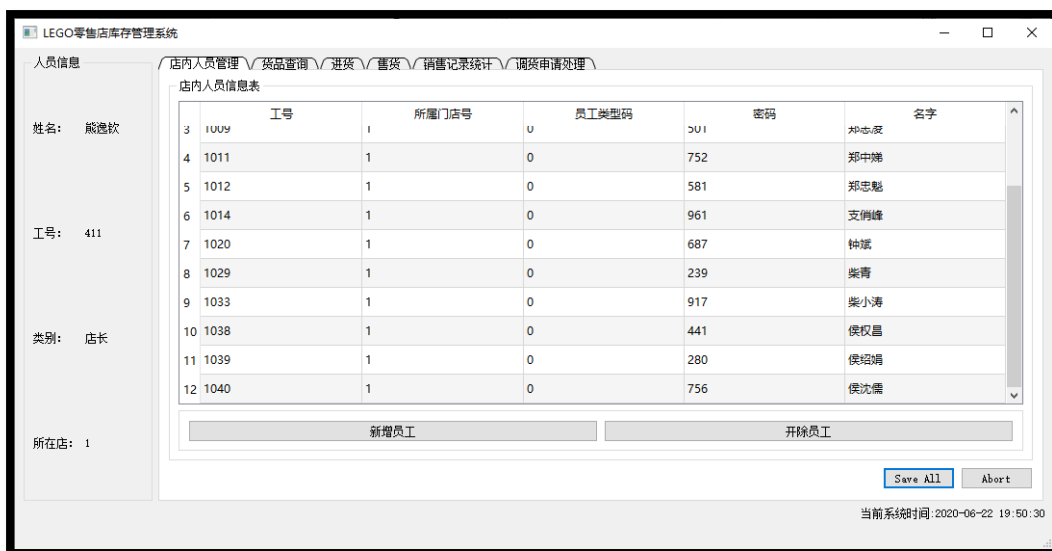 LEGO零售店库存管理系统
人员信息
店内人员管理 货品查询 进货 售货 销售记录统计 调货申请处理
店内人员信息表
工号 所属门店号 员工类型码 密码 名字
3 1009 1 0 501 郑志凌
4 1011 1 0 752 郑中娣
5 1012 1 0 581 郑忠魁
6 1014 1 0 961 支俏峰
7 1020 1 0 687 钟斌
8 1029 1 0 239 柴青
9 1033 1 0 917 柴小涛
10 1038 1 0 441 侯权昌
11 1039 1 0 280 侯绍娟
12 1040 1 0 756 侯沈儒
姓名: 熊逸钦
工号: 411
类别: 店长
所在店: 1
新增员工 开除员工
Save All Abort
当前系统时间:2020-06-22 19:50:30